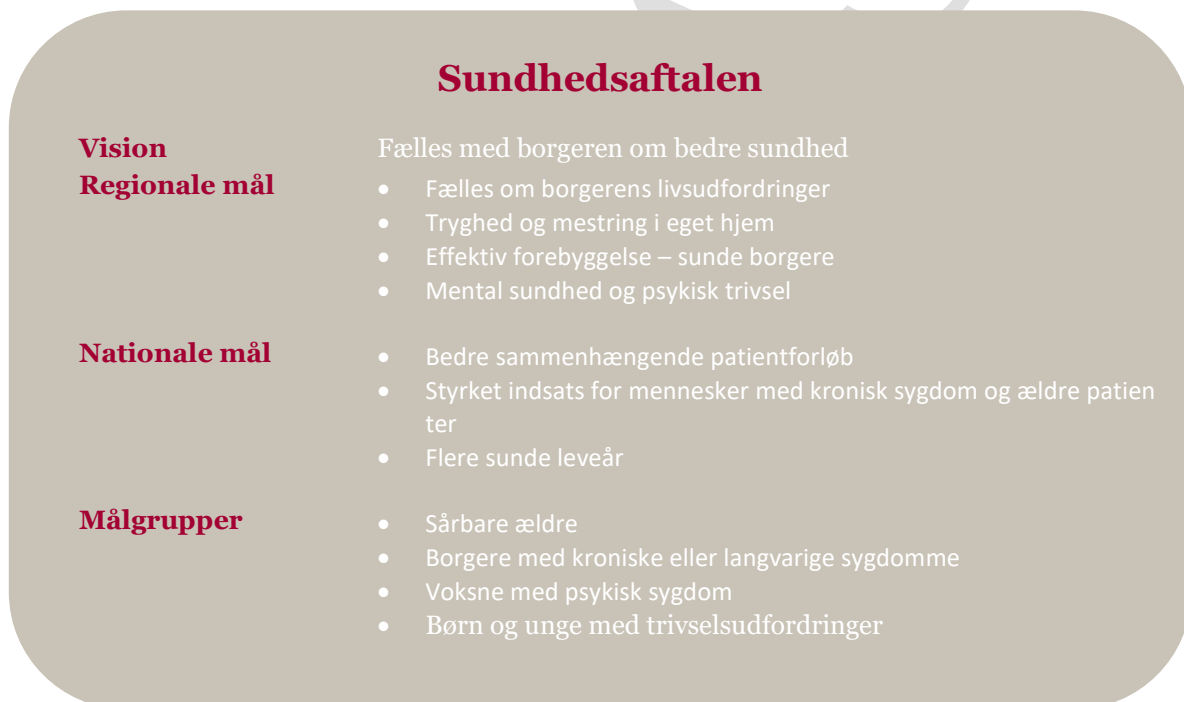 Sundhedsaftalen
Vision Fælles med borgeren om bedre sundhed
Regionale mål
• Fælles om borgerens livsudfordringer
• Tryghed og mestring i eget hjem
• Effektiv forebyggelse – sunde borgere
• Mental sundhed og psykisk trivsel
Nationale mål
• Bedre sammenhængende patientforløb
• Styrket indsats for mennesker med kronisk sygdom og ældre patien
ter
• Flere sunde leveår
Målgrupper
• Sårbare ældre
• Borgere med kroniske eller langvarige sygdomme
• Voksne med psykisk sygdom
• Børn og unge med trivselsudfordringer